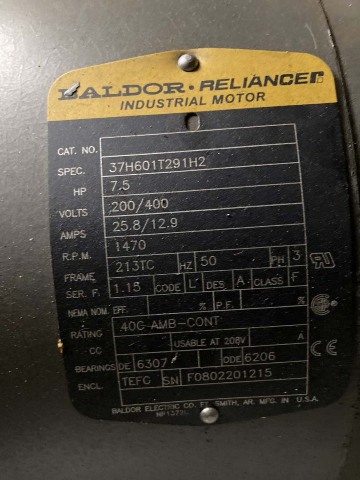 BALDOR · RELIANCE
INDUSTRIAL MOTOR
CAT. NO.
SPEC. 37H601T291H2
HP 7.5
VOLTS 200/400
AMPS 25.8/12.9
R.P.M. 1470
FRAME 213TC HZ 50 PH 3
SER. F. 1.15 CODE L DES A CLASS F
NEMA NOM. EFF. % P.F. %
RATING 40C AMB-CONT
CC USABLE AT 208V A
BEARINGS DE 6307 ODE 6206
ENCL. TEFC SN F0802201215
BALDOR ELECTRIC CO. FT. SMITH, AR. MFG. IN U.S.A.